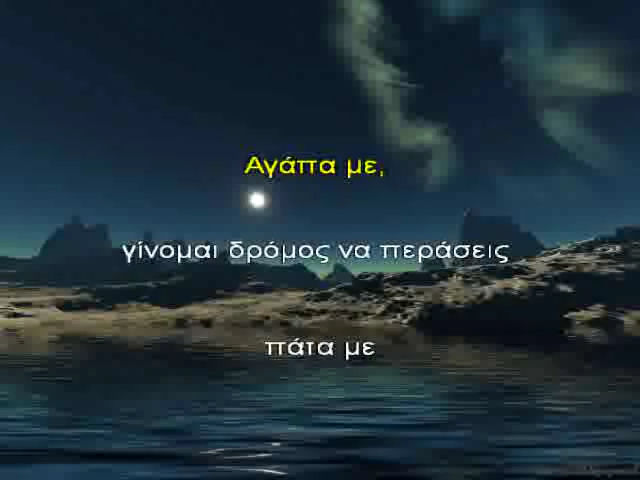 Αγάπα με,
γίνομαι δρόμος να περάσεις
πάτα με